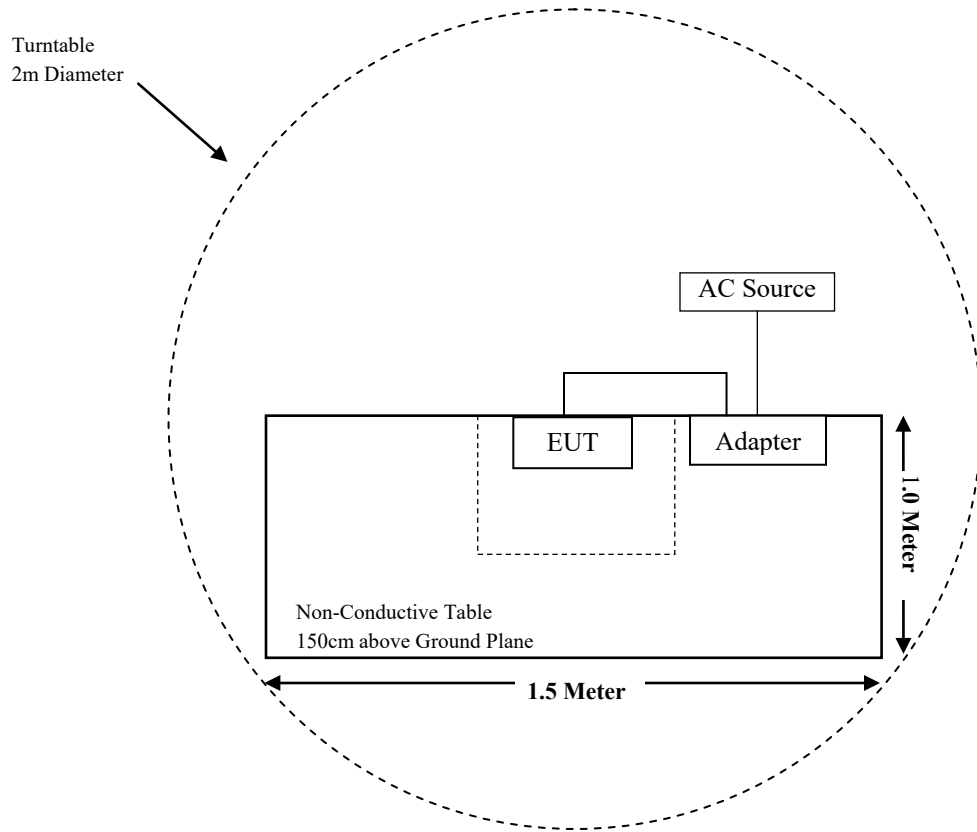 Turntable
2m Diameter
AC Source
EUT
Adapter
1.0 Meter
Non-Conductive Table
150cm above Ground Plane
1.5 Meter